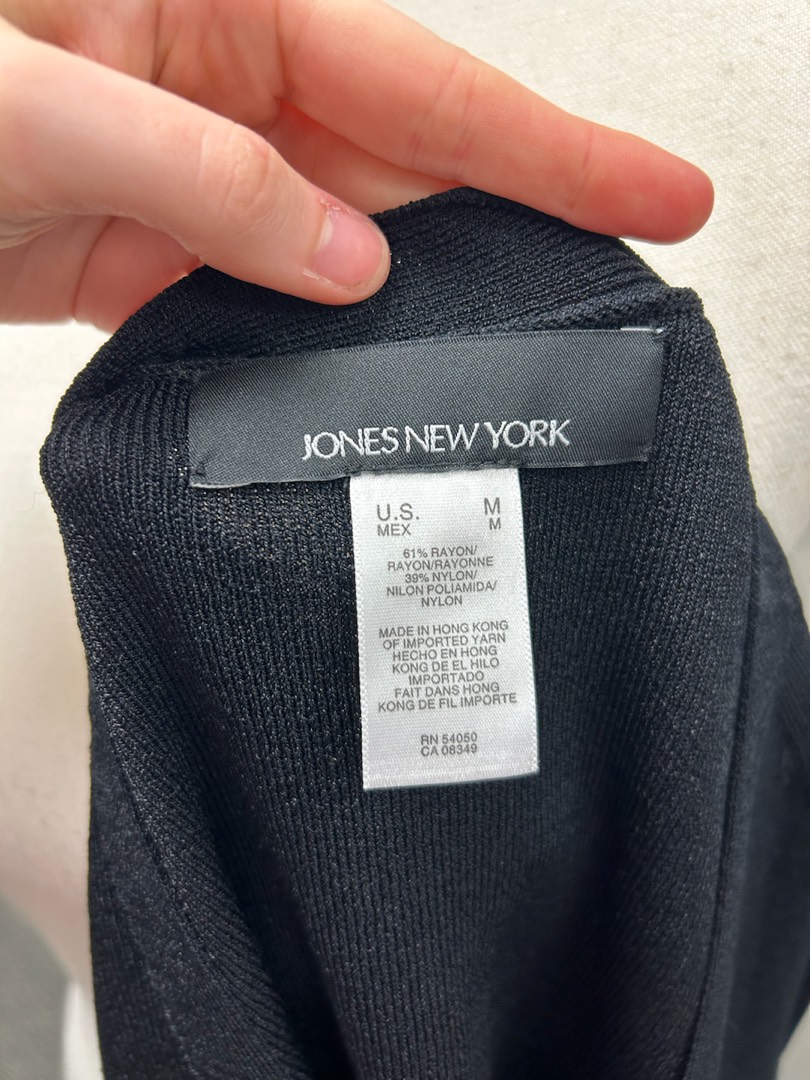 JONES NEW YORK
U.S. M
MEX M
61% RAYON/
RAYON/RAYONNE
39% NYLON/
NILON POLIAMIDA/
NYLON
MADE IN HONG KONG
OF IMPORTED YARN
HECHO EN HONG
KONG DE EL HILO
IMPORTADO
FAIT DANS HONG
KONG DE FIL IMPORTE
RN 54050
CA 08349